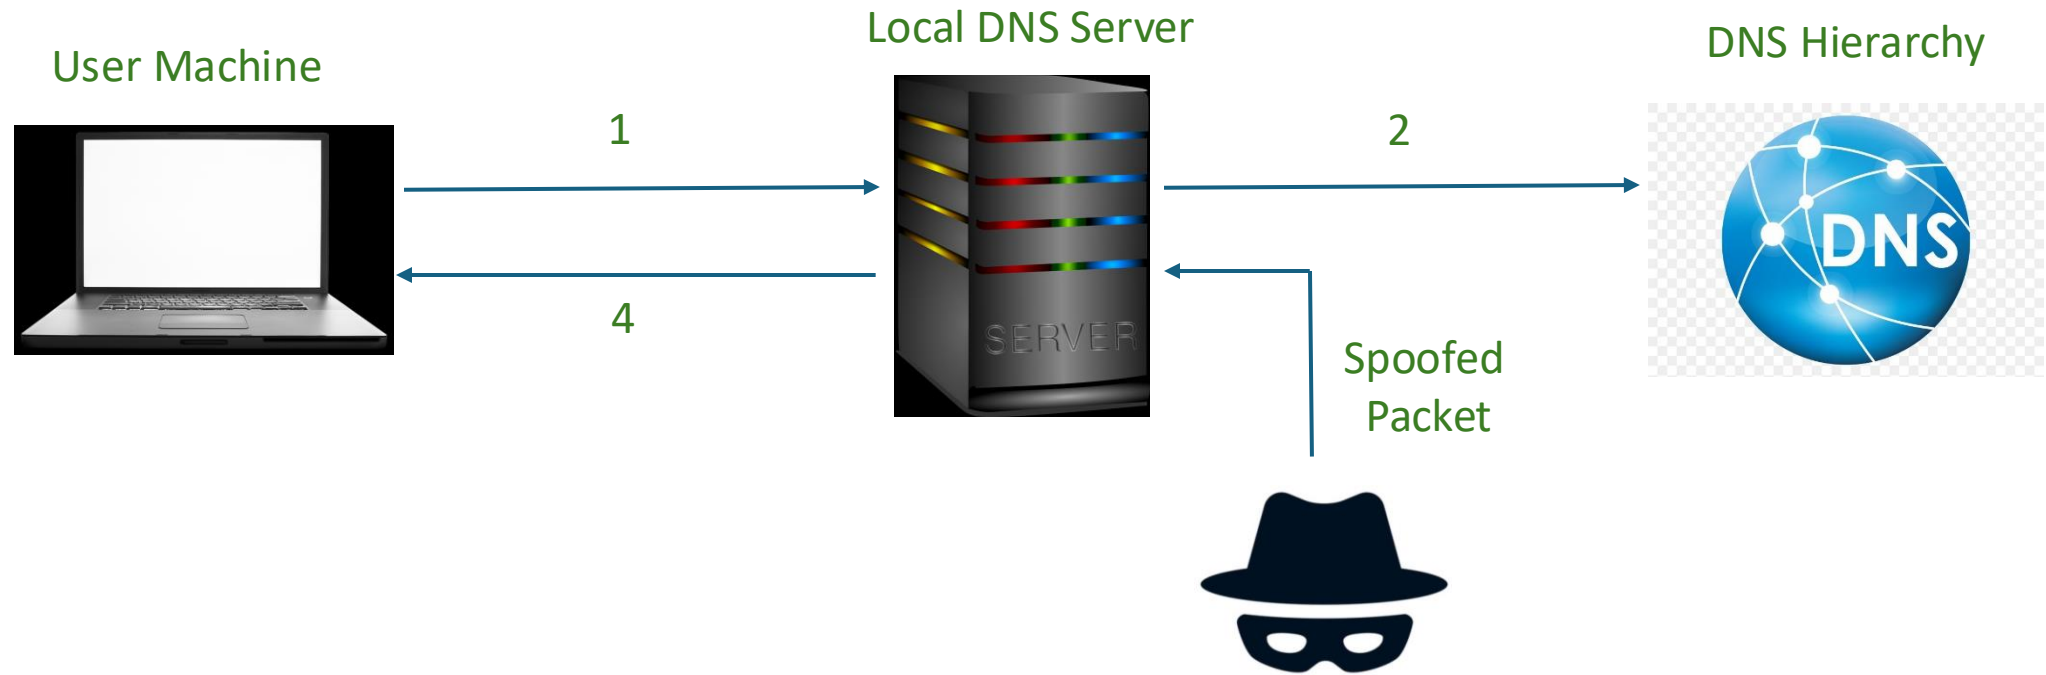 User Machine
Local DNS Server
DNS Hierarchy
1
2
4
SERVER
DNS
Spoofed
Packet